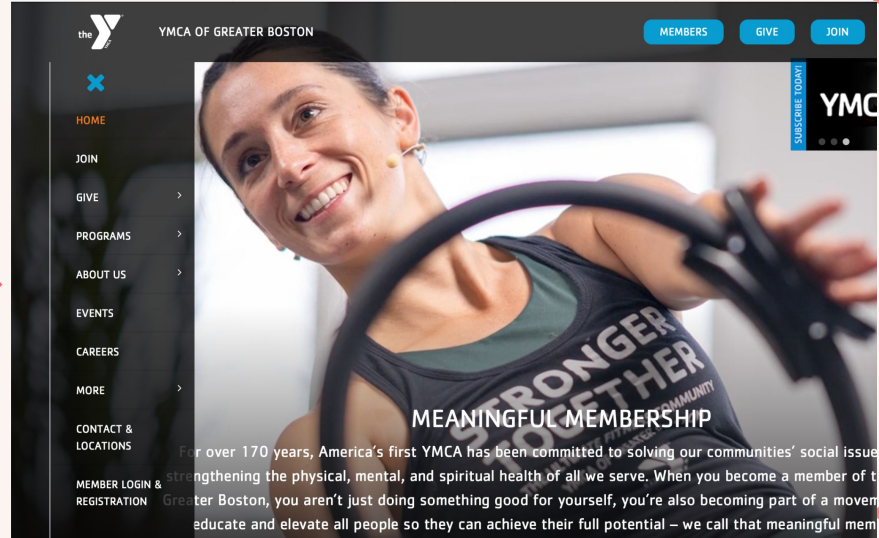 the Y
YMCA OF GREATER BOSTON
MEMBERS
GIVE
JOIN
HOME
JOIN
GIVE
PROGRAMS
ABOUT US
EVENTS
CAREERS
MORE
CONTACT &
LOCATIONS
MEMBER LOGIN &
REGISTRATION
SUBSCRIBE TODAY!
YMC
STRONGER
TOGETHER
MEANINGFUL MEMBERSHIP
For over 170 years, America's first YMCA has been committed to solving our communities' social issue
strengthening the physical, mental, and spiritual health of all we serve. When you become a member of t
Greater Boston, you aren't just doing something good for yourself, you're also becoming part of a movem
educate and elevate all people so they can achieve their full potential – we call that meaningful mem